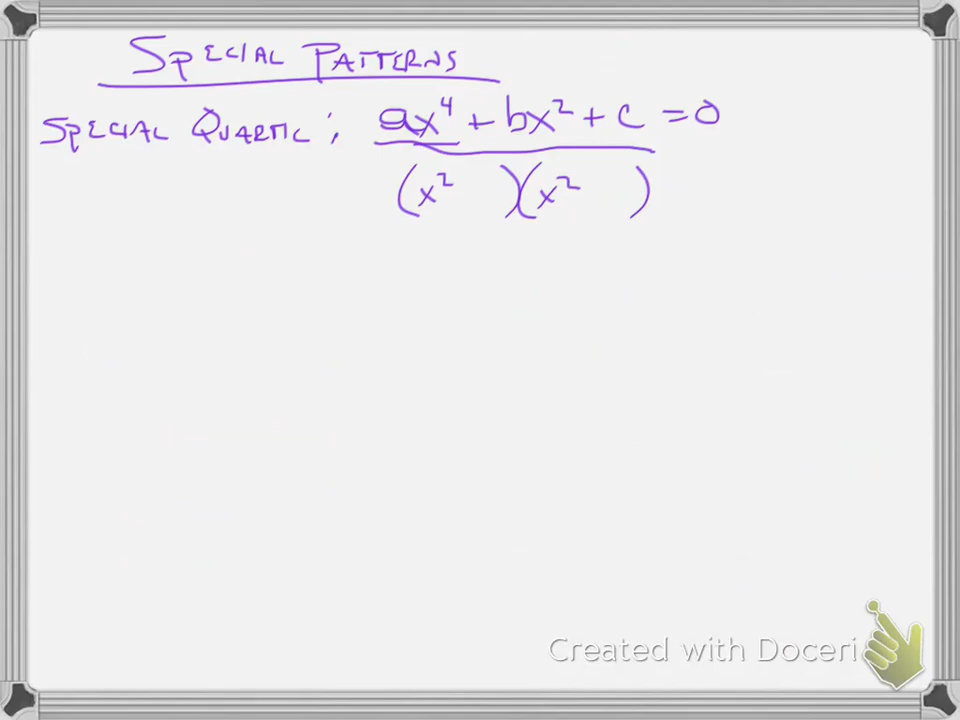 SPECIAL PATTERNS
SPECIAL QUARTIC : ax⁴ + bx² + c = 0
(x² )(x² )
Created with Doceri